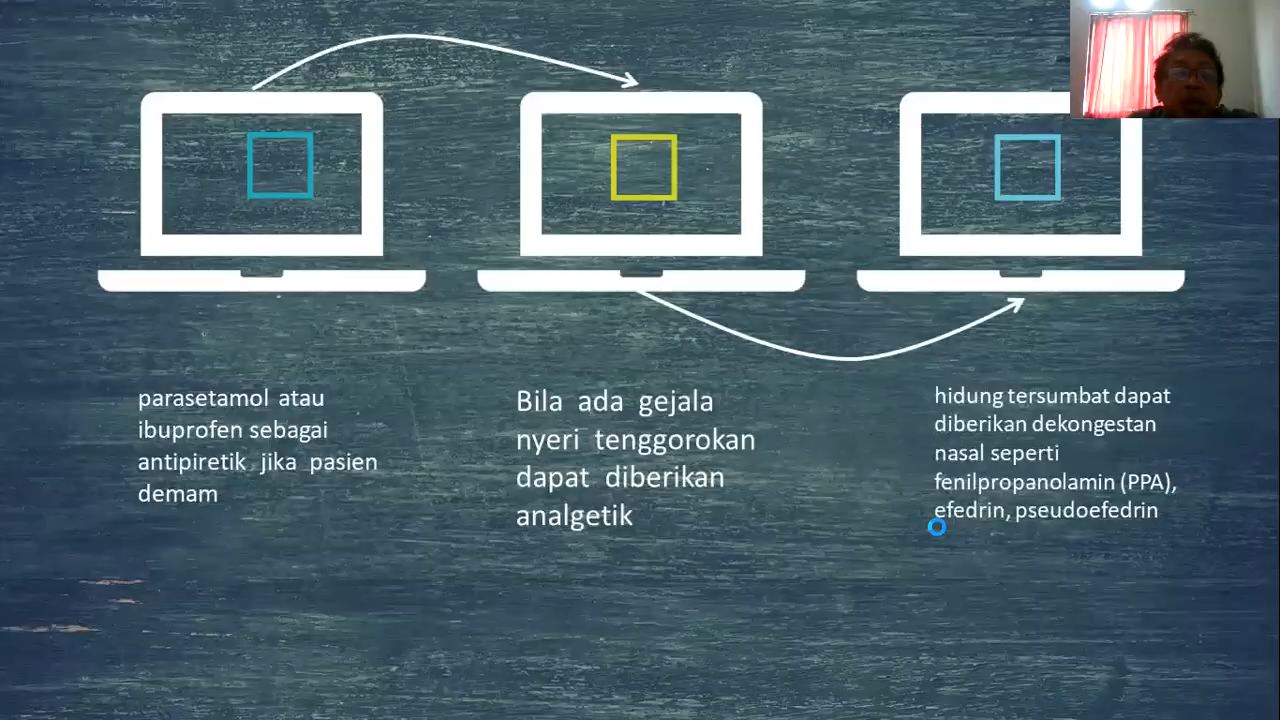 parasetamol atau
ibuprofen sebagai
antipiretik jika pasien
demam
Bila ada gejala
nyeri tenggorokan
dapat diberikan
analgetik
hidung tersumbat dapat
diberikan dekongestan
nasal seperti
fenilpropanolamin (PPA),
efedrin, pseudoefedrin